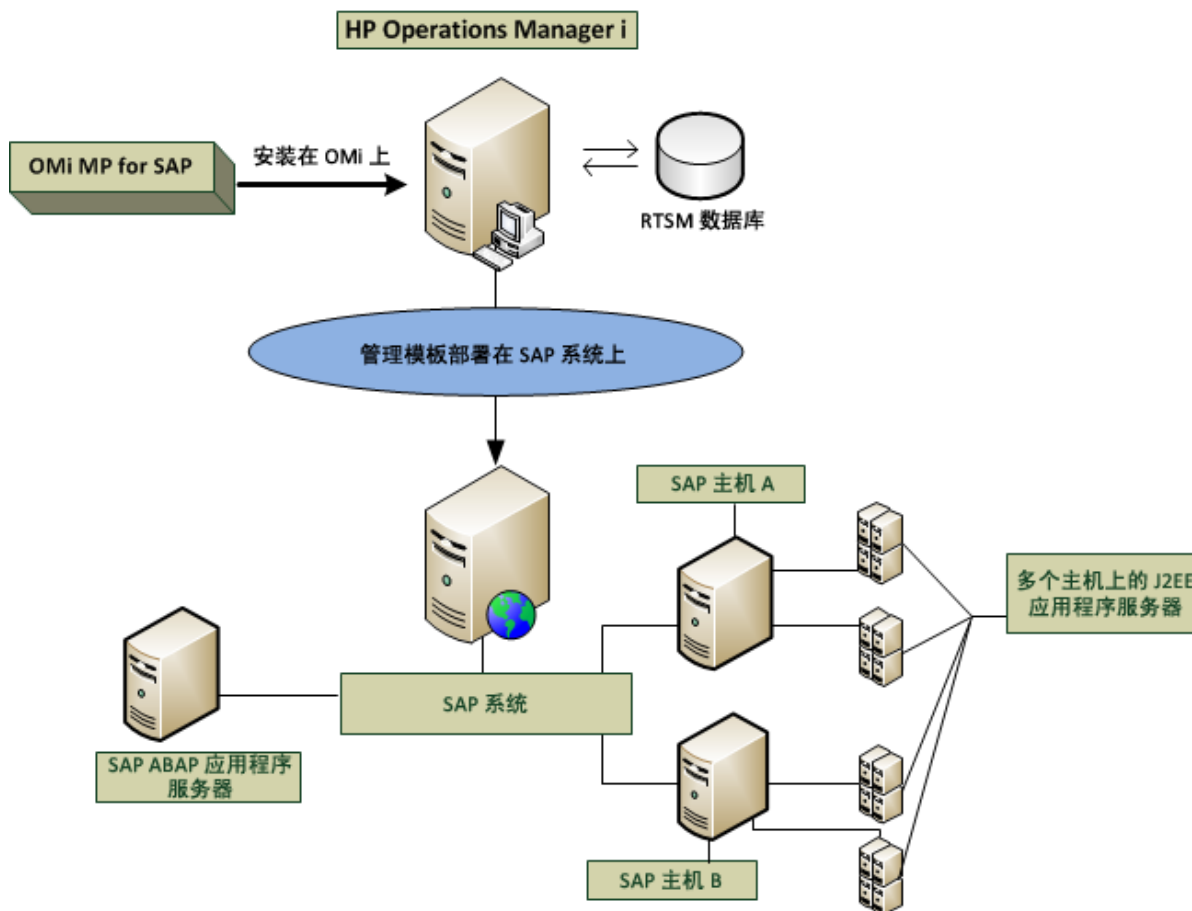 HP Operations Manager i
OMi MP for SAP
安装在 OMi 上
RTSM 数据库
管理模板部署在 SAP 系统上
SAP 主机 A
多个主机上的 J2EE
应用程序服务器
SAP 系统
SAP ABAP 应用程序
服务器
SAP 主机 B